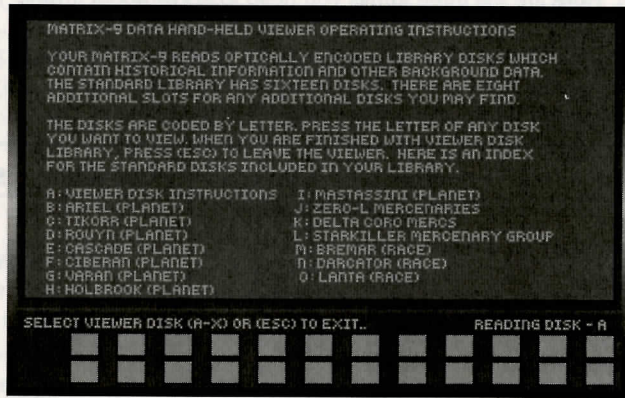 MATRIX-9 DATA HAND-HELD VIEWER OPERATING INSTRUCTIONS
YOUR MATRIX-9 READS OPTICALLY ENCODED LIBRARY DISKS WHICH
CONTAIN HISTORICAL INFORMATION AND OTHER BACKGROUND DATA.
THE STANDARD LIBRARY HAS SIXTEEN DISKS. THERE ARE EIGHT
ADDITIONAL SLOTS FOR ANY ADDITIONAL DISKS YOU MAY FIND.
THE DISKS ARE CODED BY LETTER. PRESS THE LETTER OF ANY DISK
YOU WANT TO VIEW. WHEN YOU ARE FINISHED WITH VIEWER DISK
LIBRARY, PRESS (ESC) TO LEAVE THE VIEWER. HERE IS AN INDEX
FOR THE STANDARD DISKS INCLUDED IN YOUR LIBRARY.
A: VIEWER DISK INSTRUCTIONS I: MASTASSINI (PLANET)
B: ARIEL (PLANET) J: ZERO-L MERCENARIES
C: TIKORR (PLANET) K: DELTA CORO MERCS
D: ROUYN (PLANET) L: STARKILLER MERCENARY GROUP
E: CASCADE (PLANET) M: BREMAR (RACE)
F: CIBERAN (PLANET) N: DARCATOR (RACE)
G: VARAN (PLANET) O: LANTA (RACE)
H: HOLBROOK (PLANET)
SELECT VIEWER DISK (A-X) OR (ESC) TO EXIT.. READING DISK - A